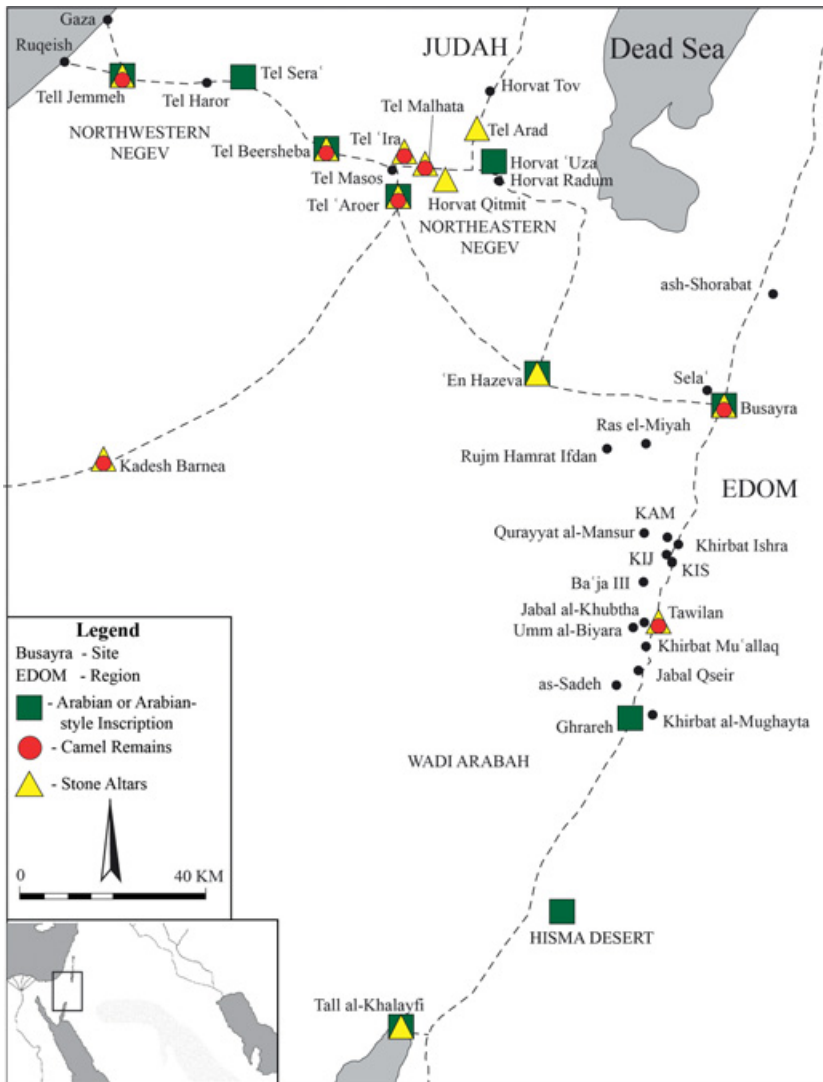 Gaza
JUDAH
Dead Sea
Ruqeish
Tel Seraʿ
Tell Jemmeh
Tel Haror
Horvat Tov
Tel Malhata
NORTHWESTERN
NEGEV
Tel ʿIra
Tel Arad
Tel Beersheba
Horvat ʿUza
Tel Masos
Horvat Radum
Tel ʿAroer
Horvat Qitmit
NORTHEASTERN
NEGEV
ash-Shorabat
ʿEn Hazeva
Selaʿ
Busayra
Ras el-Miyah
Kadesh Barnea
Rujm Hamrat Ifdan
EDOM
KAM
Qurayyat al-Mansur
Khirbat Ishra
KIJ
KIS
Baʿja III
Jabal al-Khubtha
Tawilan
Umm al-Biyara
Khirbat Muʿallaq
Jabal Qseir
as-Sadeh
Ghrareh
Khirbat al-Mughayta
WADI ARABAH
HISMA DESERT
Tall al-Khalayfi
Legend
Busayra - Site
EDOM - Region
- Arabian or Arabian-
style Inscription
- Camel Remains
- Stone Altars
0 40 KM